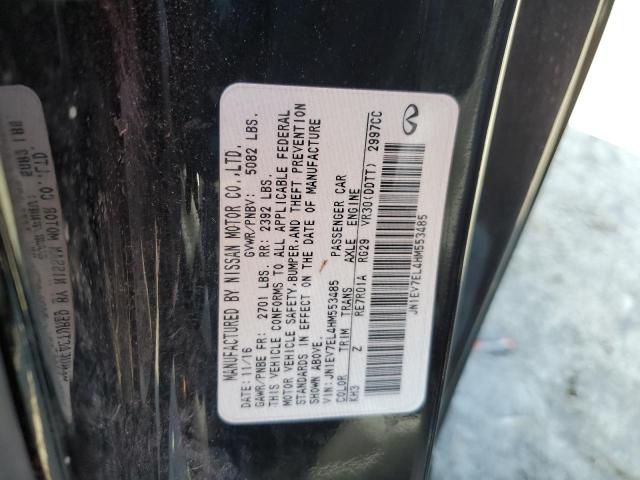 MANUFACTURED BY NISSAN MOTOR CO.,LTD.
DATE: 11/16 GVWR/PNBV: 5082 LBS.
GAWR/PNBE FR: 2701 LBS. RR: 2392 LBS.
THIS VEHICLE CONFORMS TO ALL APPLICABLE FEDERAL
MOTOR VEHICLE SAFETY,BUMPER,AND THEFT PREVENTION
STANDARDS IN EFFECT ON THE DATE OF MANUFACTURE
SHOWN ABOVE.
VIN: JN1EV7EL4HM553485 PASSENGER CAR
COLOR TRIM TRANS AXLE ENGINE
KH3 Z RE7R01A RG29 VR30(DDTT) 2997CC
JN1EV7EL4HM553485